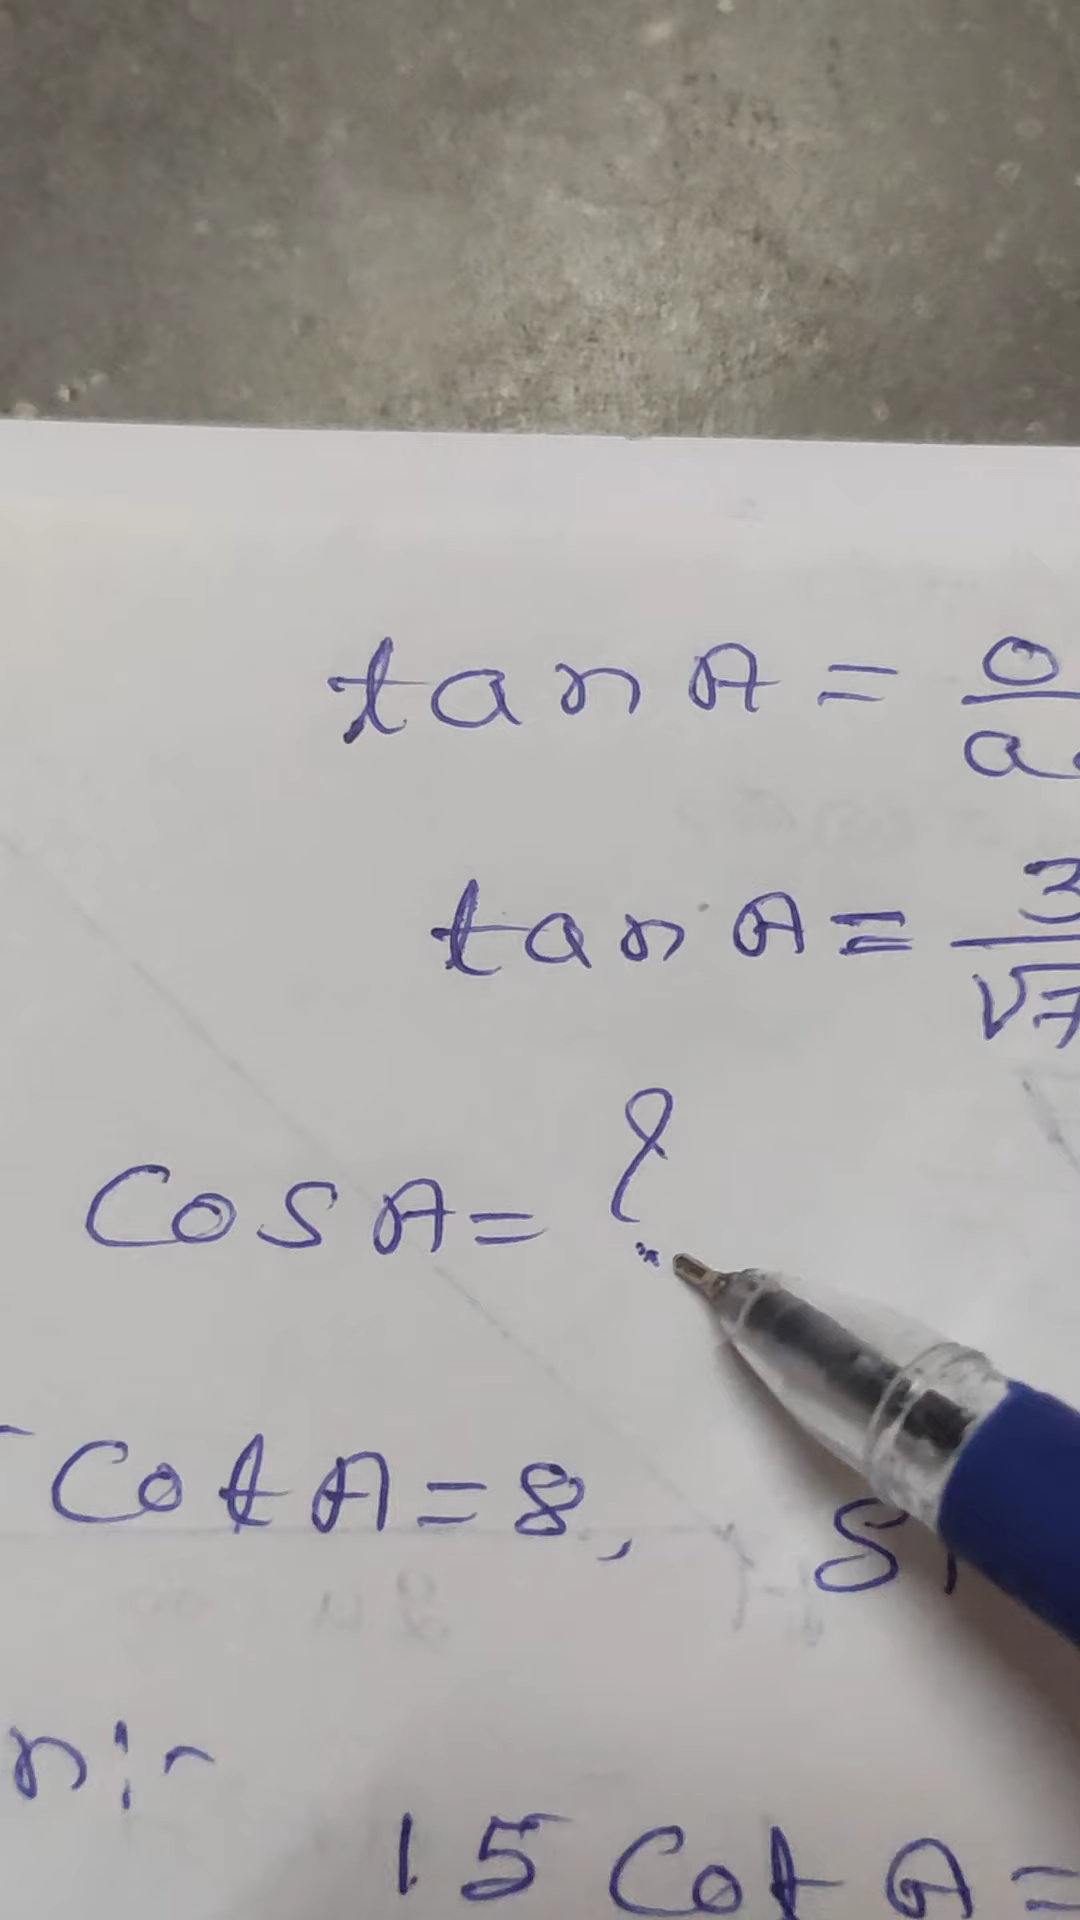 tan A = o
a
tan A = 3
√7
Cos A = ?
Cot A = 8, S
n:-
15 Cot A =